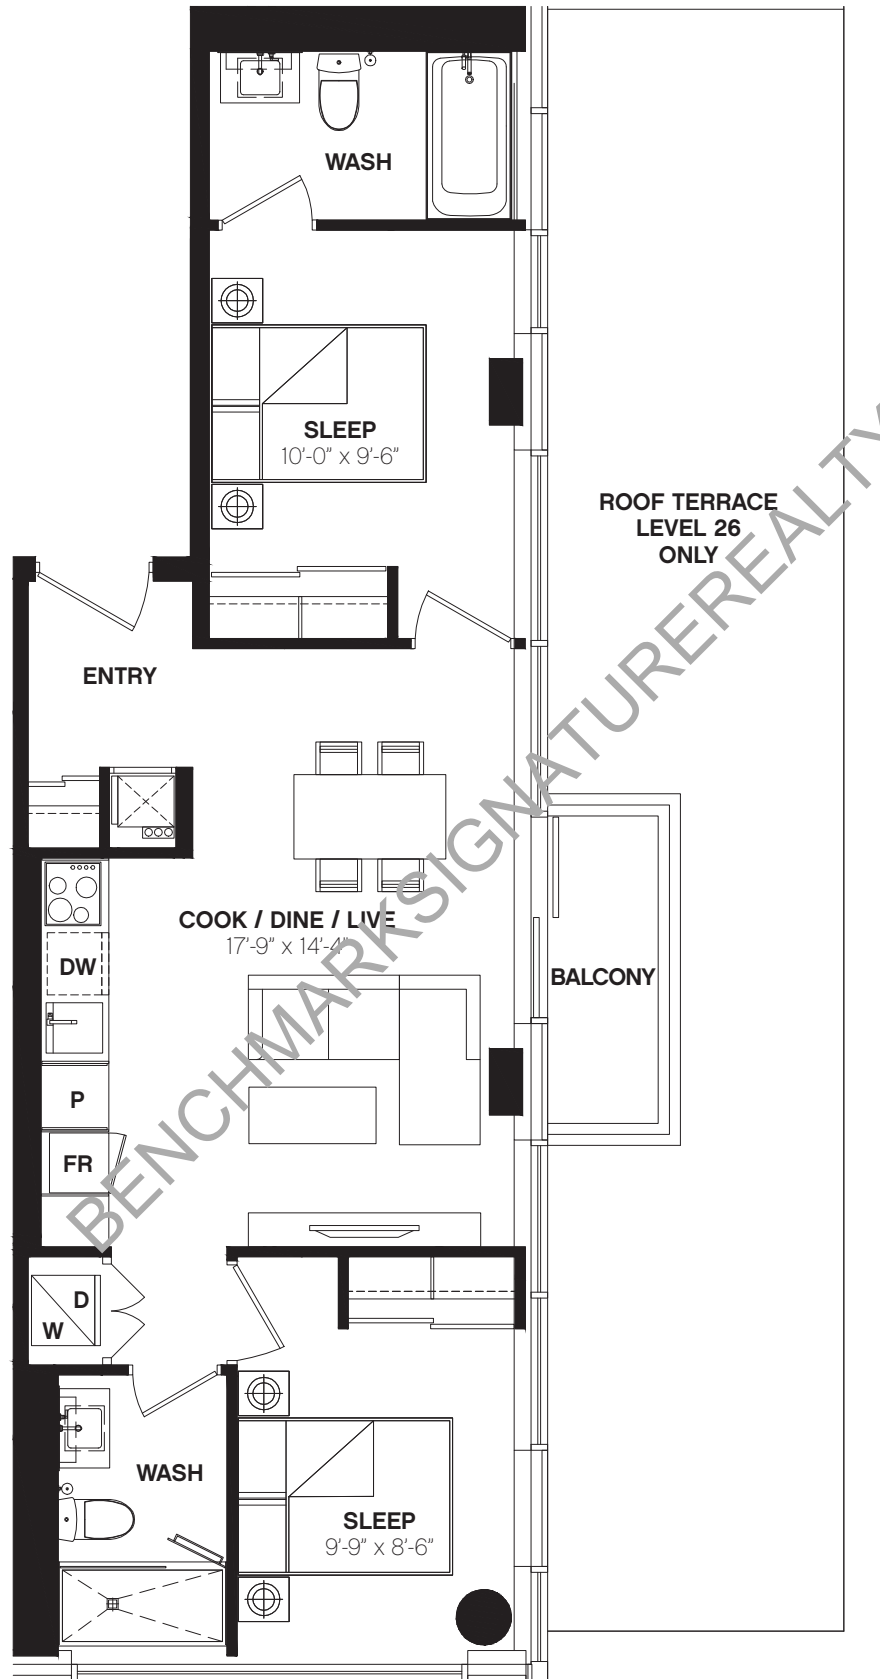 WASH
SLEEP
10'-0" x 9'-6"
ROOF TERRACE
LEVEL 26
ONLY
ENTRY
COOK / DINE / LIVE
17'-9" x 14'-4"
DW
BALCONY
P
FR
D
W
WASH
SLEEP
9'-9" x 8'-6"
BENCHMARKSIGNATUREREALTY